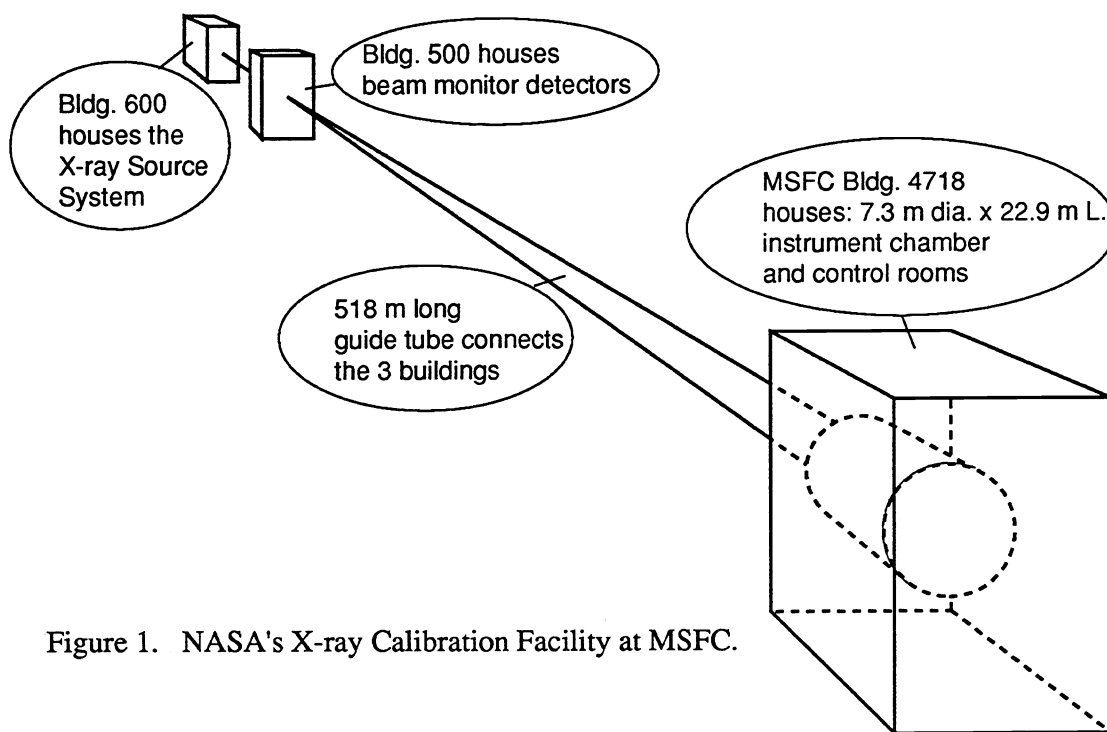 Bldg. 600
houses the
X-ray Source
System
Bldg. 500 houses
beam monitor detectors
518 m long
guide tube connects
the 3 buildings
MSFC Bldg. 4718
houses: 7.3 m dia. x 22.9 m L.
instrument chamber
and control rooms
Figure 1. NASA's X-ray Calibration Facility at MSFC.